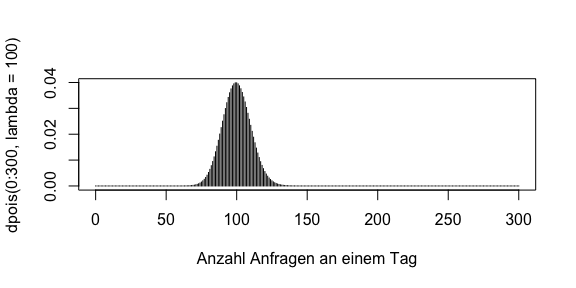 dpois(0:300, lambda = 100)
0.04
0.02
0.00
0 50 100 150 200 250 300
Anzahl Anfragen an einem Tag